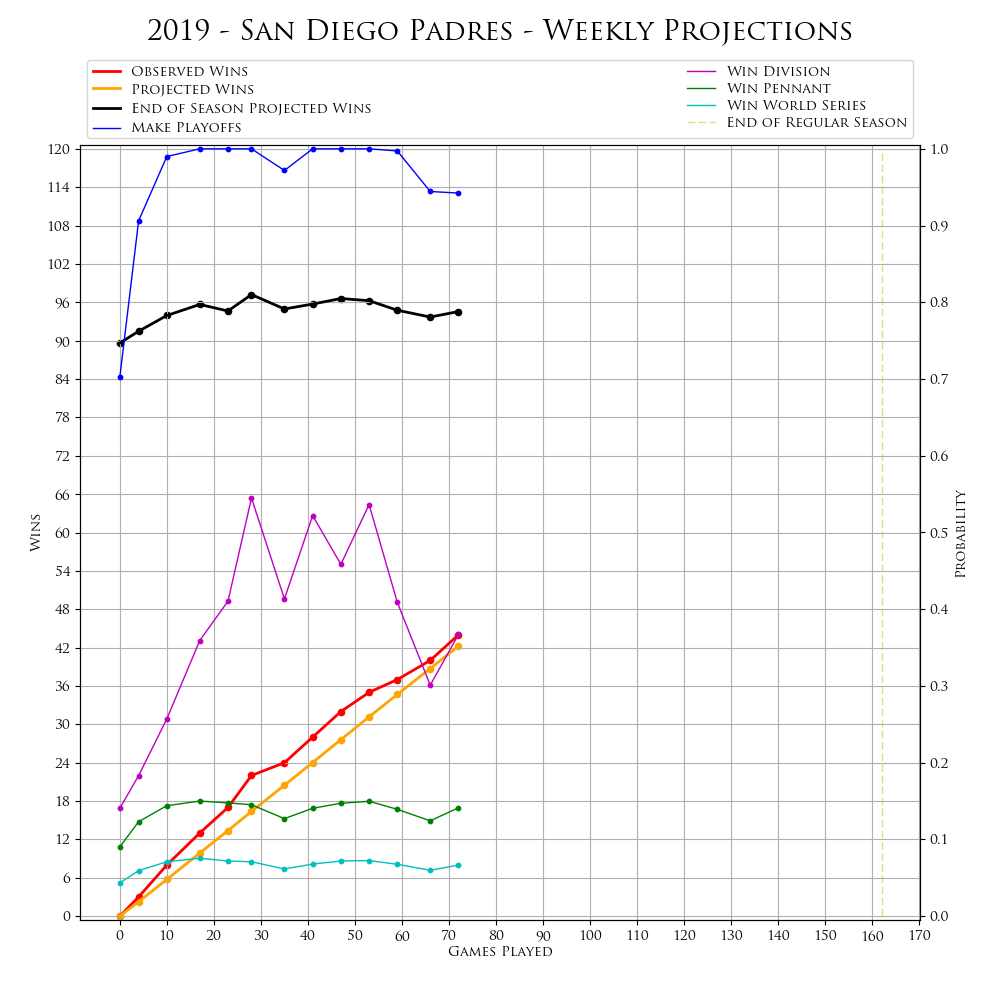 2019 - San Diego Padres - Weekly Projections
Observed Wins
Projected Wins
End of Season Projected Wins
Make Playoffs
Win Division
Win Pennant
Win World Series
End of Regular Season
120
114
108
102
96
90
84
78
72
66
60
54
48
42
36
30
24
18
12
6
0
Wins
1.0
0.9
0.8
0.7
0.6
0.5
0.4
0.3
0.2
0.1
0.0
Probability
0 10 20 30 40 50 60 70 80 90 100 110 120 130 140 150 160 170
Games Played